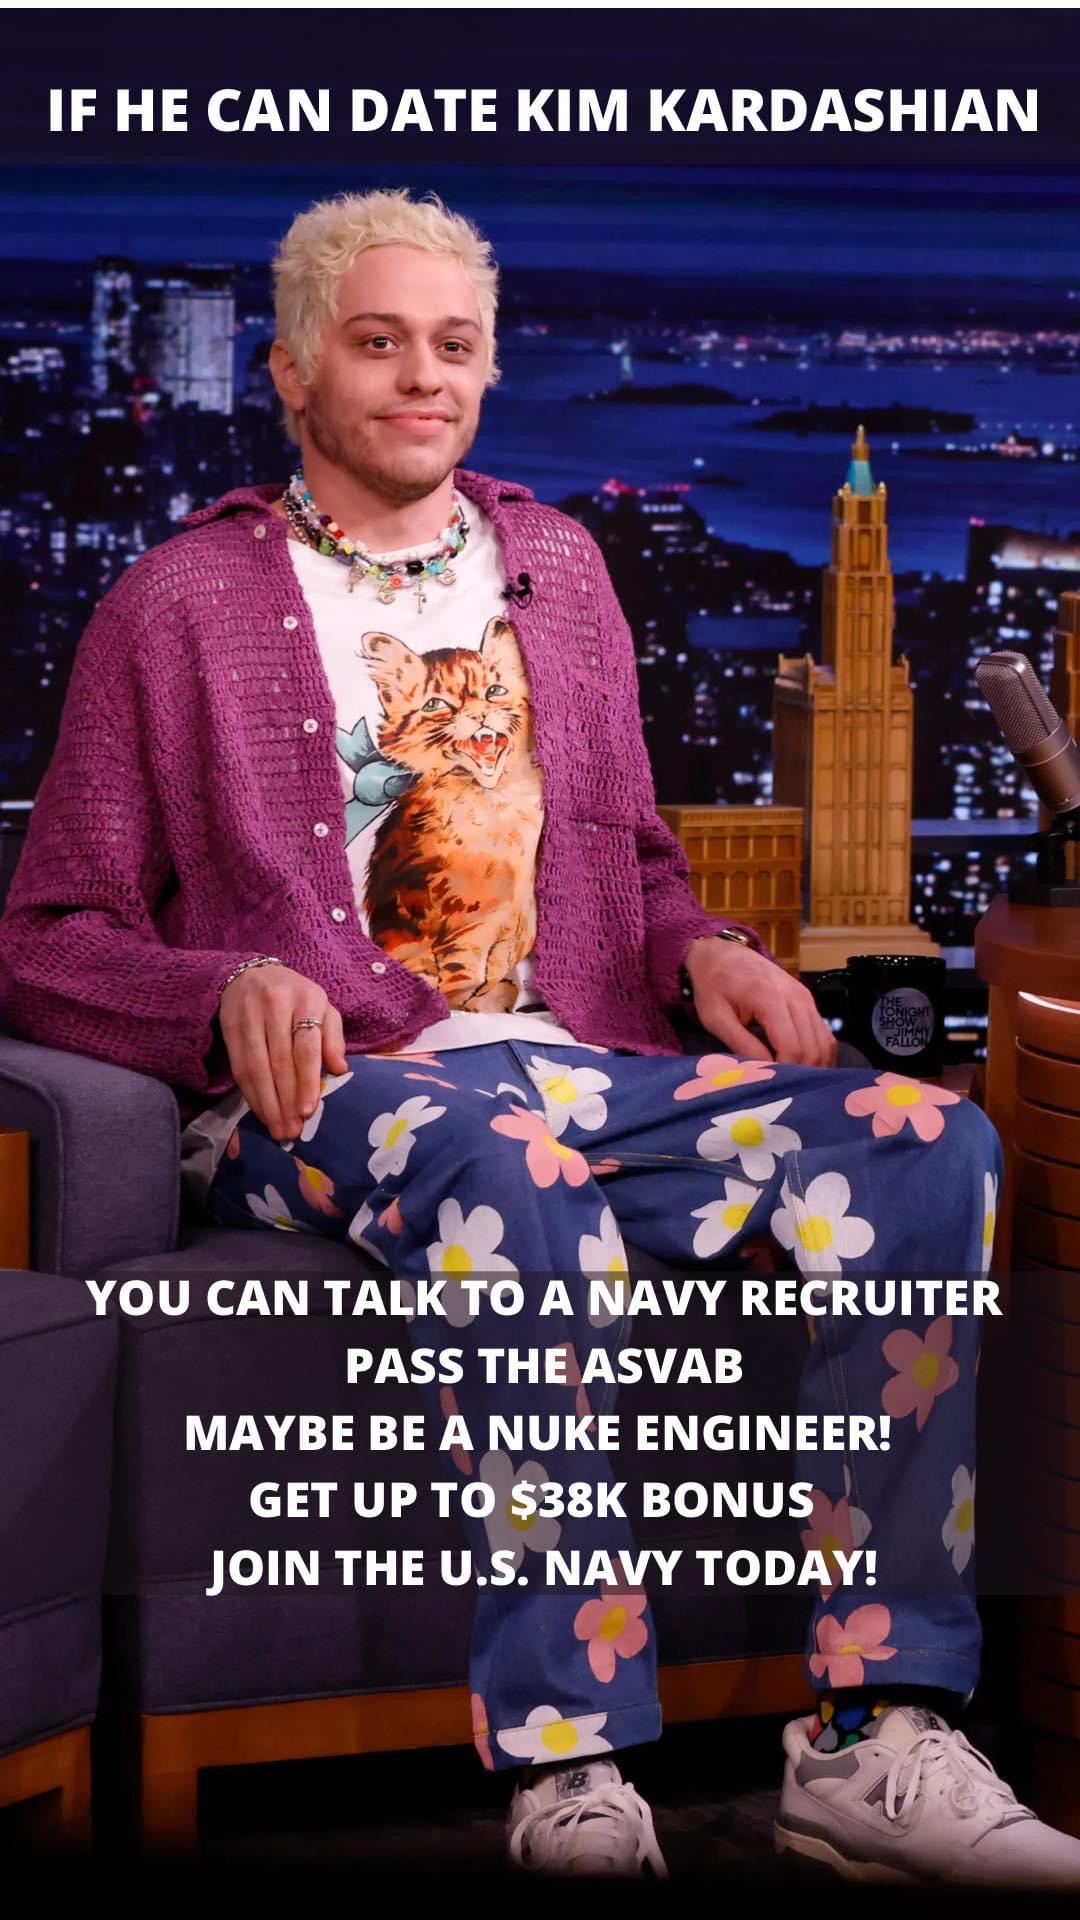 IF HE CAN DATE KIM KARDASHIAN
THE
TONIGHT
SHOW
JIMMY
FALLON
YOU CAN TALK TO A NAVY RECRUITER
PASS THE ASVAB
MAYBE BE A NUKE ENGINEER!
GET UP TO $38K BONUS
JOIN THE U.S. NAVY TODAY!